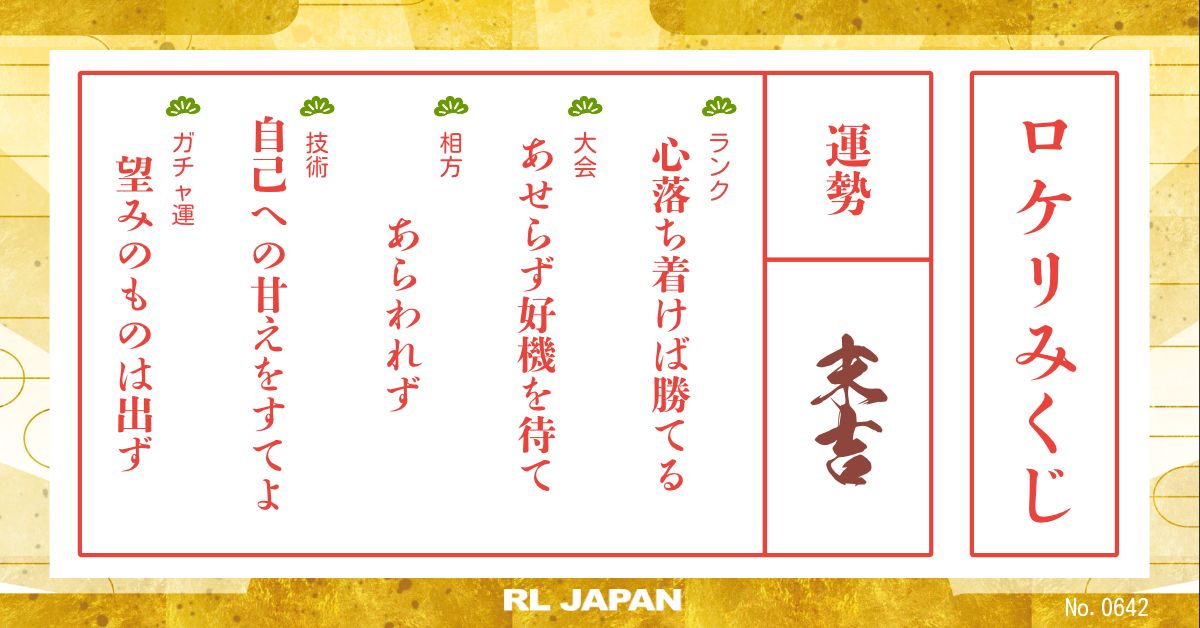 ロケリみくじ
運勢
末吉
ランク
心落ち着けば勝てる
大会
あせらず好機を待て
相方
あらわれず
技術
自己への甘えをすてよ
ガチャ運
望みのものは出ず
RL JAPAN
No. 0642